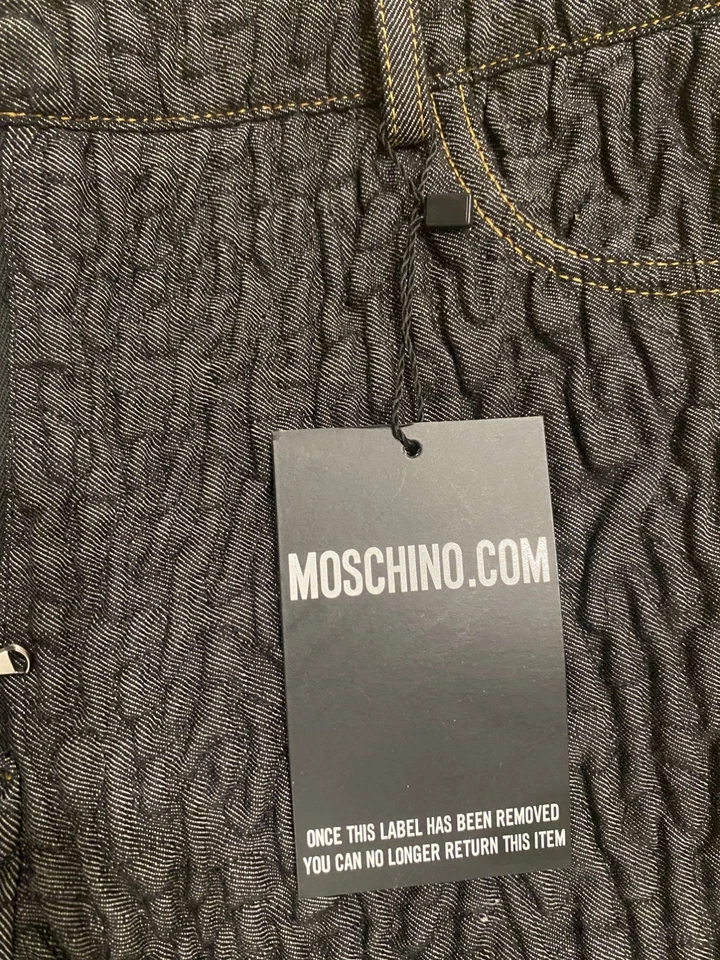 MOSCHINO.COM
ONCE THIS LABEL HAS BEEN REMOVED
YOU CAN NO LONGER RETURN THIS ITEM